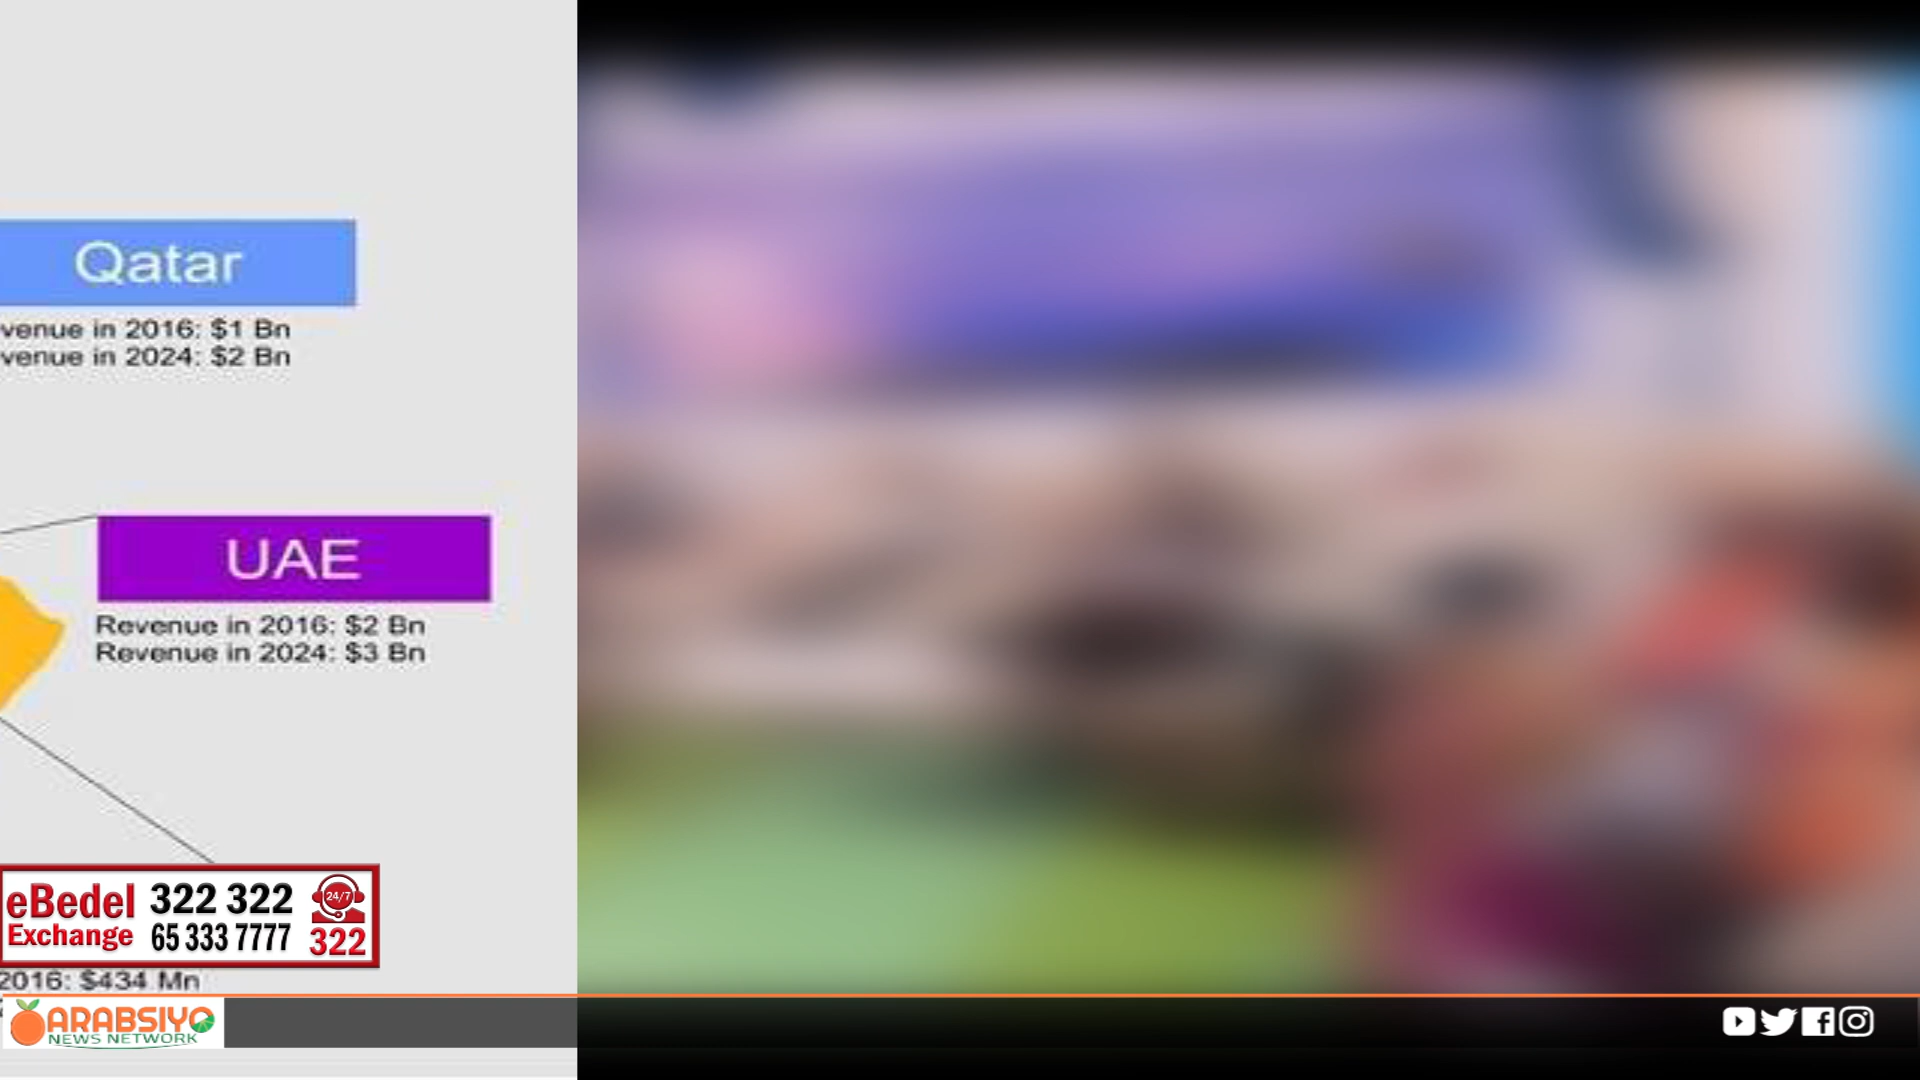 Qatar
venue in 2016: $1 Bn
venue in 2024: $2 Bn
UAE
Revenue in 2016: $2 Bn
Revenue in 2024: $3 Bn
eBedel 322 322 24/7
Exchange 65 333 7777 322
2016: $434 Mn
ARABSIYO
NEWS NETWORK